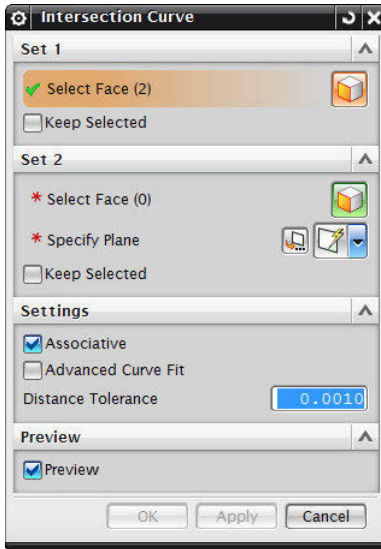 Intersection Curve
Set 1
Select Face (2)
Keep Selected
Set 2
* Select Face (0)
* Specify Plane
Keep Selected
Settings
Associative
Advanced Curve Fit
Distance Tolerance 0.0010
Preview
Preview
OK Apply Cancel